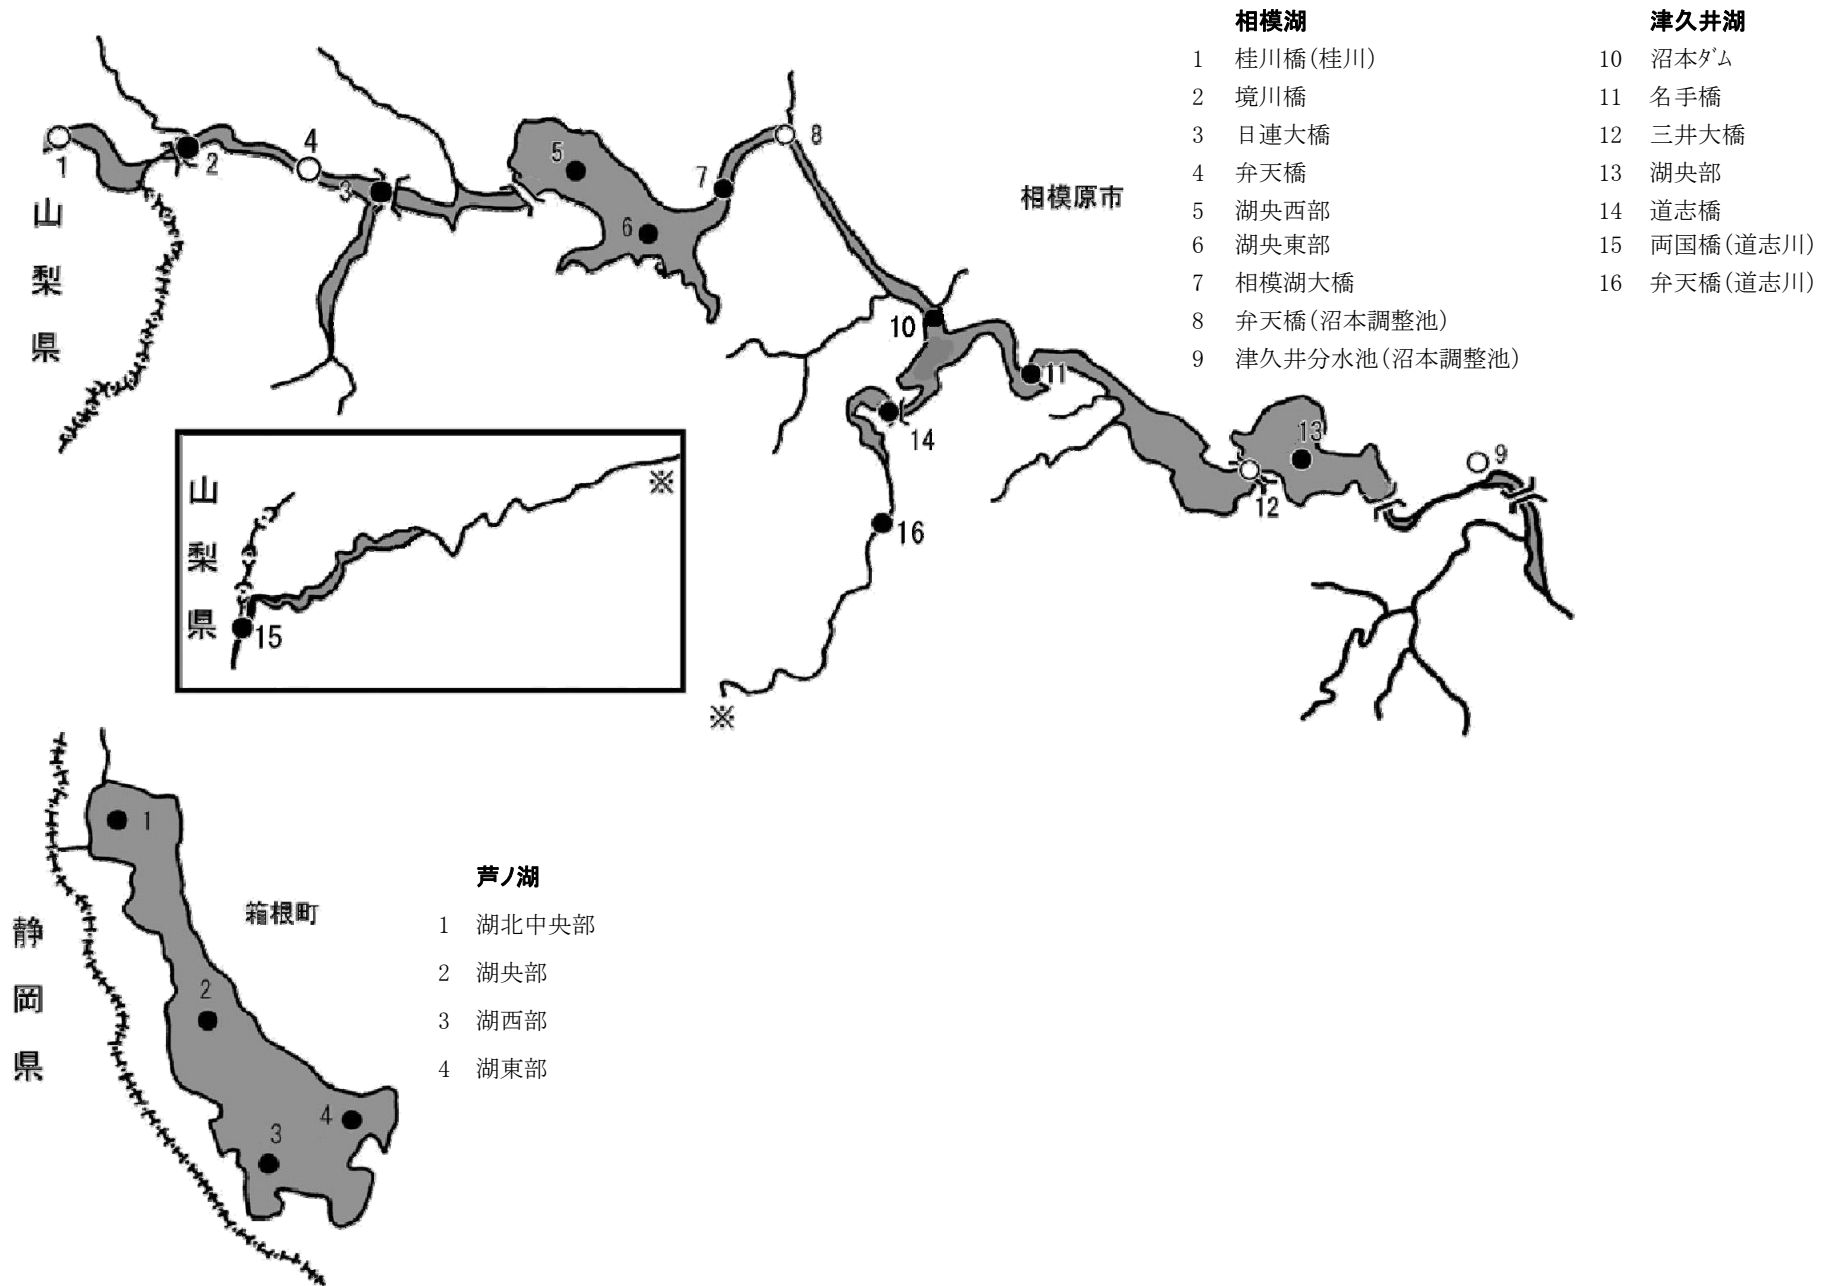 相模湖
1 桂川橋(桂川)
2 境川橋
3 日連大橋
4 弁天橋
5 湖央西部
6 湖央東部
7 相模湖大橋
8 弁天橋(沼本調整池)
9 津久井分水池(沼本調整池)
津久井湖
10 沼本ﾀﾞﾑ
11 名手橋
12 三井大橋
13 湖央部
14 道志橋
15 両国橋(道志川)
16 弁天橋(道志川)
1
2
4
3
5
6
7
8
相模原市
10
11
14
16
13
12
9
山梨県
※
山梨県
※
15
1
2
3
4
静岡県
箱根町
芦ノ湖
1 湖北中央部
2 湖央部
3 湖西部
4 湖東部